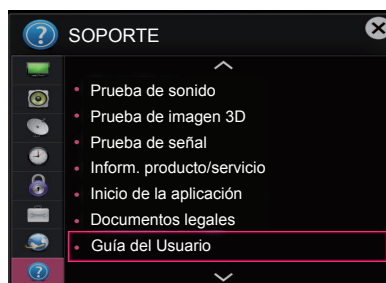 SOPORTE
Prueba de sonido
Prueba de imagen 3D
Prueba de señal
Inform. producto/servicio
Inicio de la aplicación
Documentos legales
Guía del Usuario